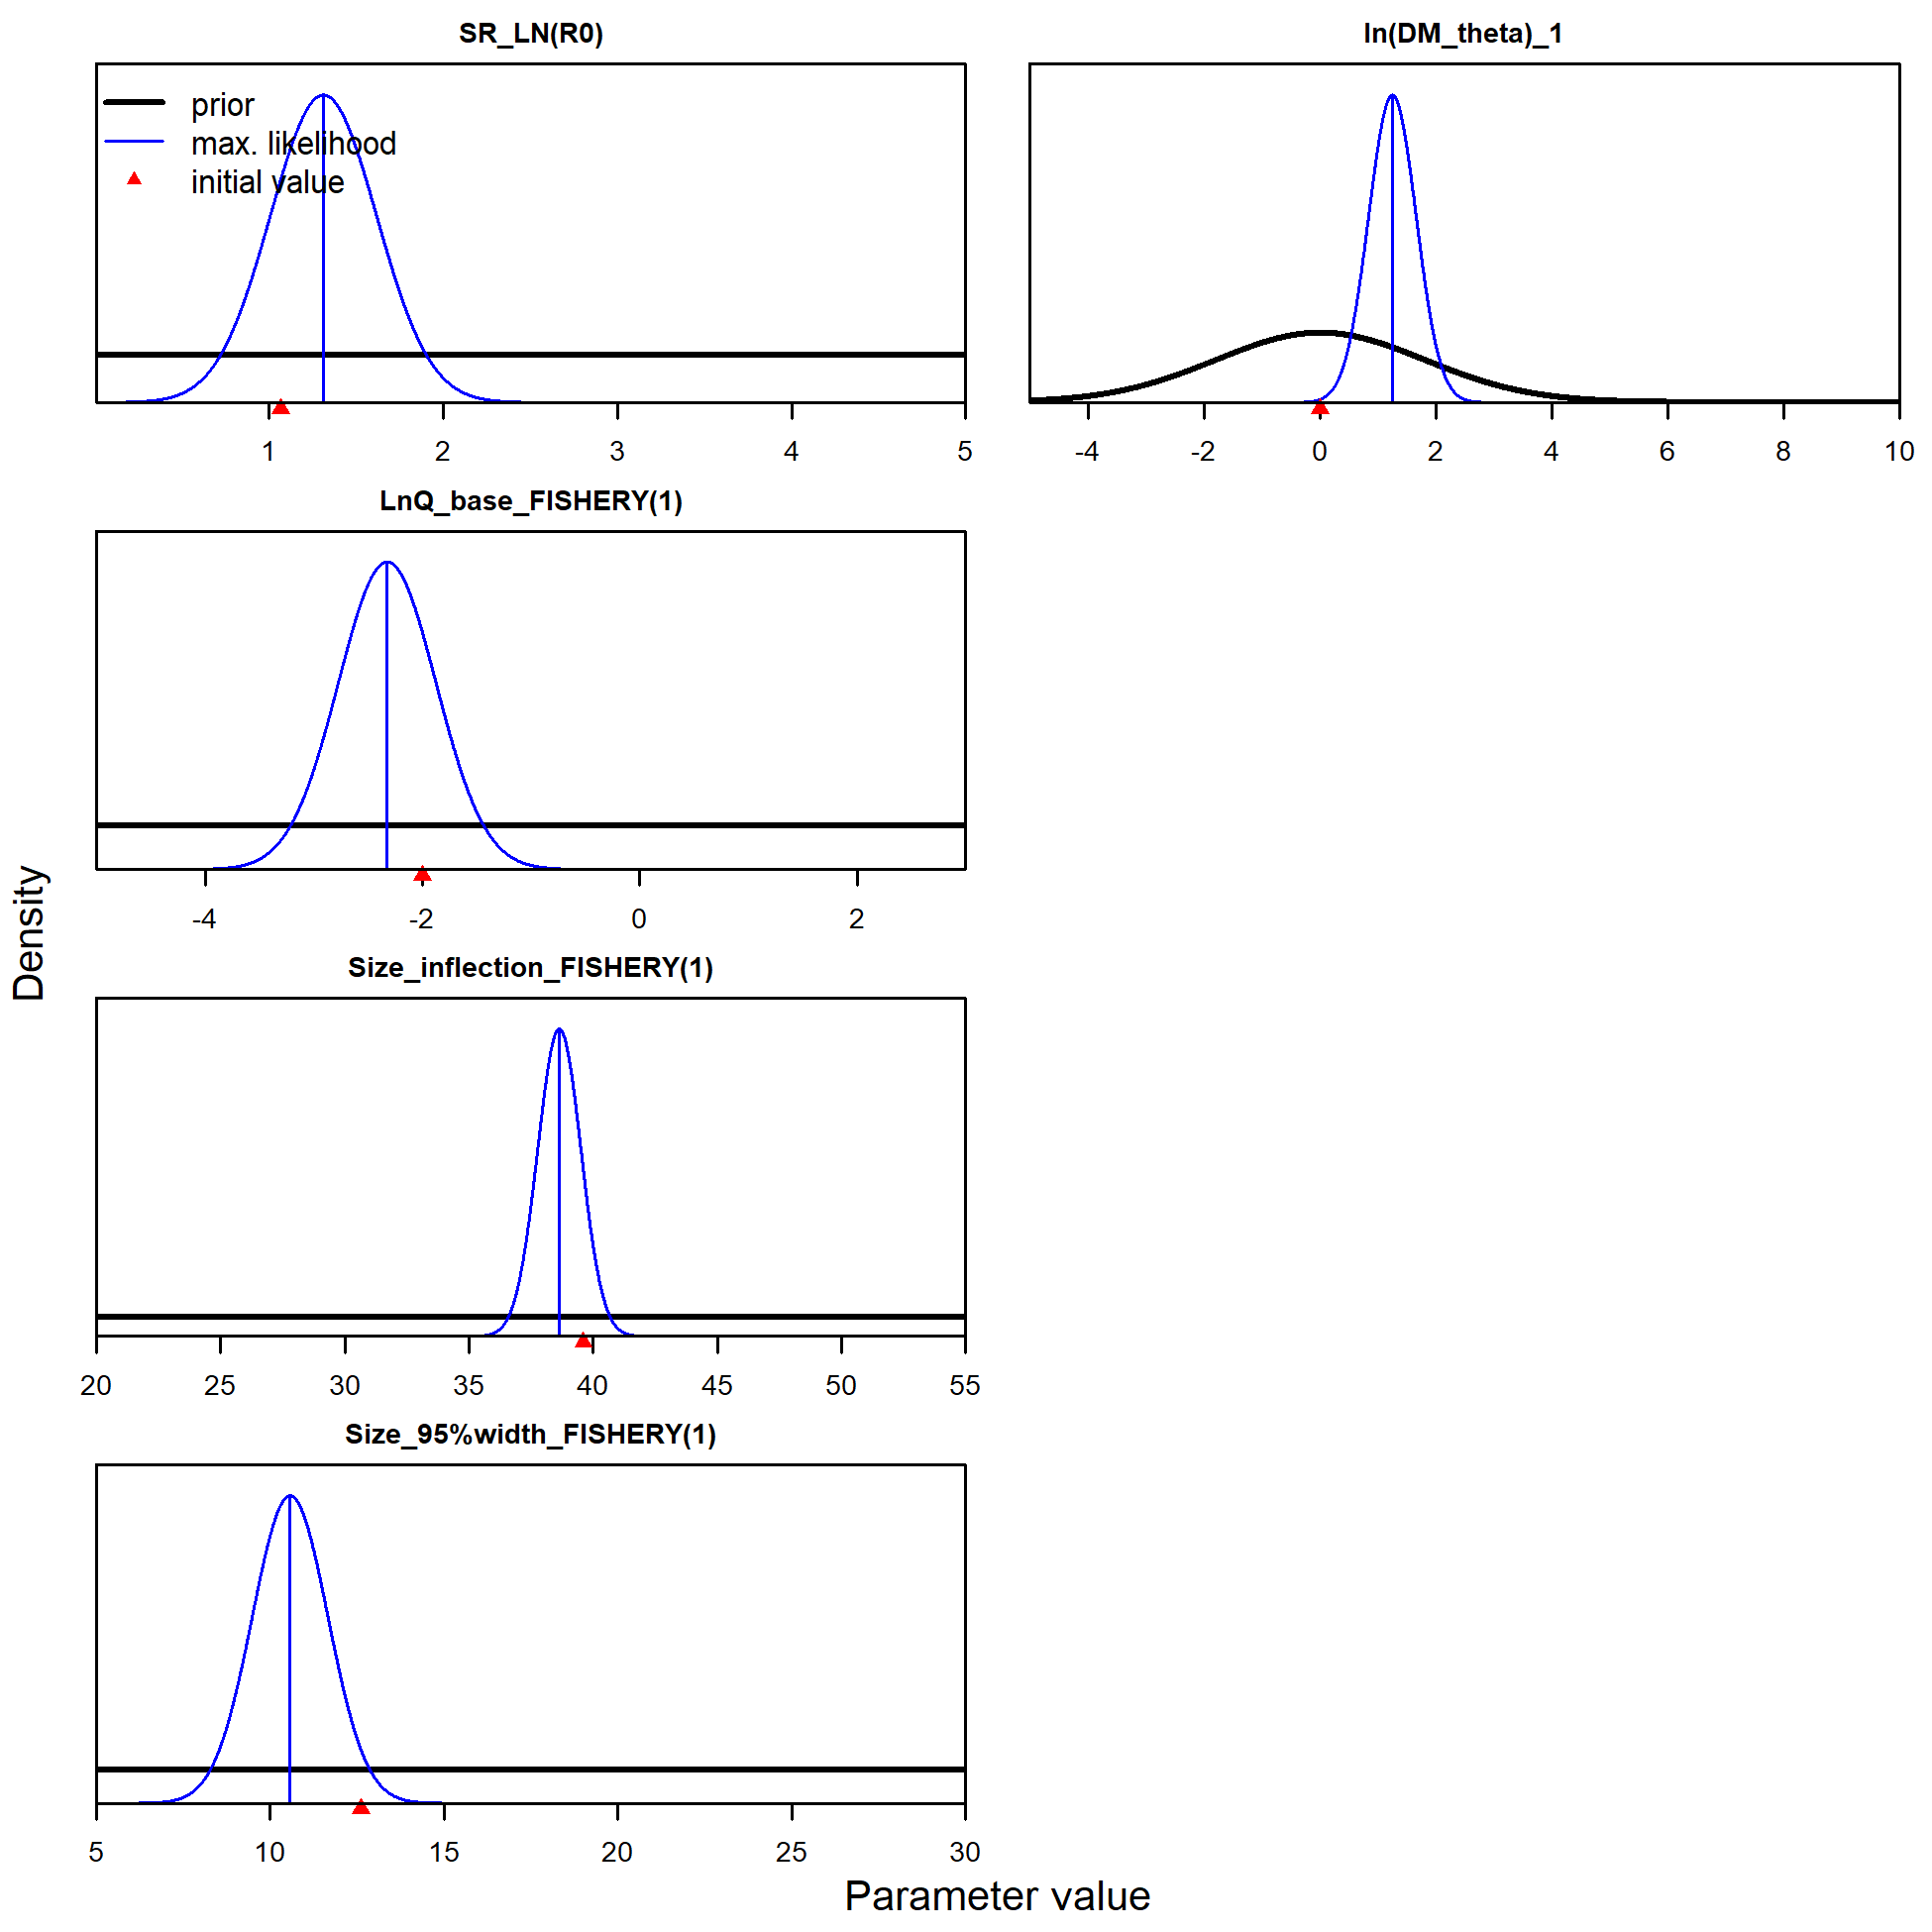 SR_LN(R0)
prior
max. likelihood
initial value
1 2 3 4 5
ln(DM_theta)_1
-4 -2 0 2 4 6 8 10
LnQ_base_FISHERY(1)
-4 -2 0 2
Size_inflection_FISHERY(1)
20 25 30 35 40 45 50 55
Size_95%width_FISHERY(1)
5 10 15 20 25 30
Density
Parameter value